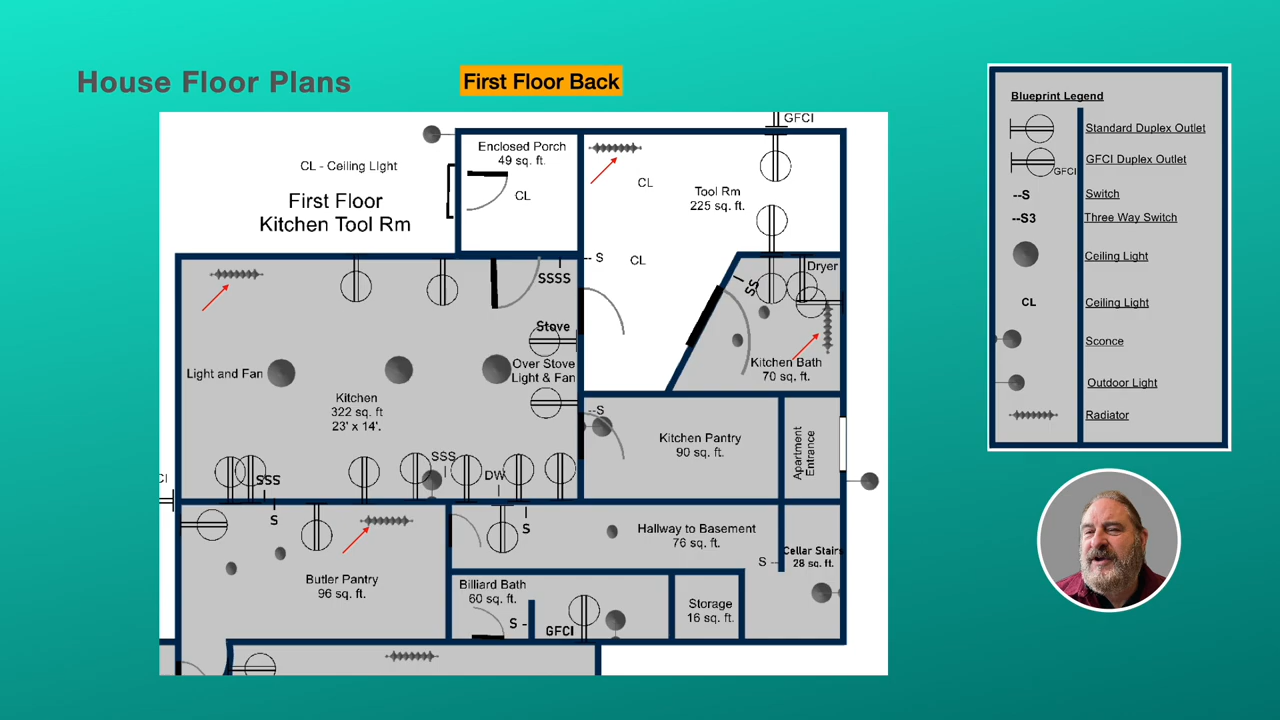 House Floor Plans
First Floor Back
CL - Ceiling LIght
First Floor
Kitchen Tool Rm
Enclosed Porch
49 sq. ft.
CL
GFCI
CL
Tool Rm
225 sq. ft.
S
CL
SSSS
Dryer
SS
Stove
Over Stove
Light & Fan
Light and Fan
Kitchen
322 sq. ft
23' x 14'.
Kitchen Bath
70 sq. ft.
--S
Kitchen Pantry
90 sq. ft.
Apartment
Entrance
SSS
DW
CI
SSS
S
S
Hallway to Basement
76 sq. ft.
Cellar Stairs
28 sq. ft.
S
Butler Pantry
96 sq. ft.
Billiard Bath
60 sq. ft.
S -
GFCI
Storage
16 sq. ft.
Blueprint Legend
Standard Duplex Outlet
GFCI Duplex Outlet
GFCI
--S
Switch
--S3
Three Way Switch
Ceiling Light
CL
Ceiling Light
Sconce
Outdoor Light
Radiator